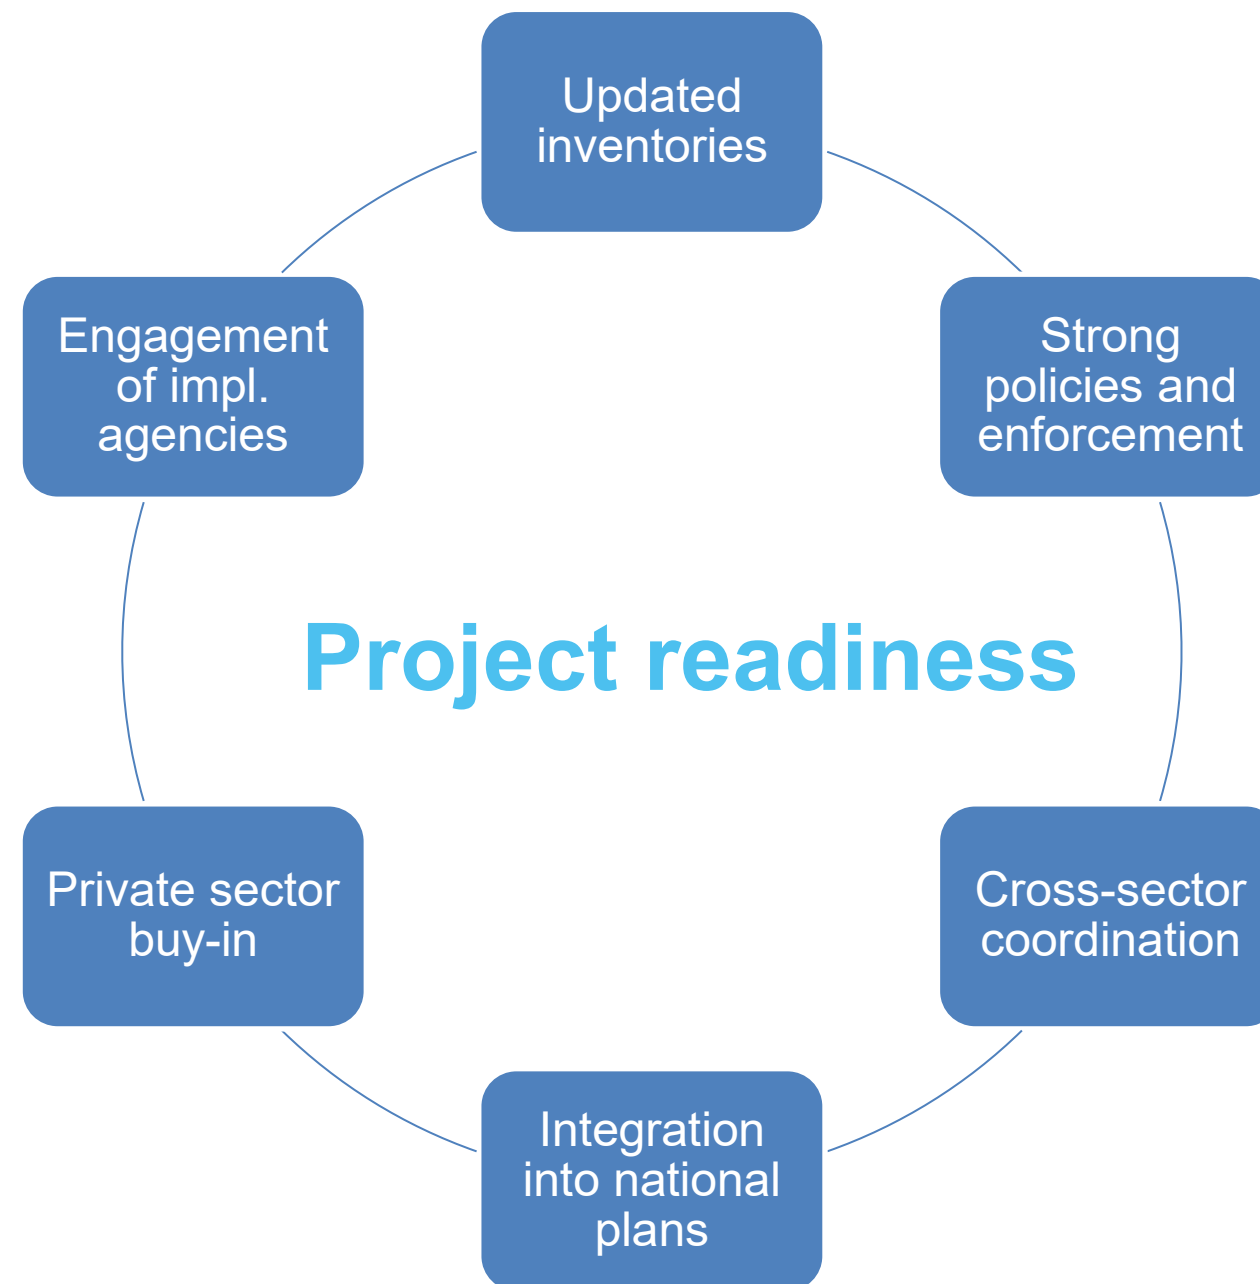 Updated
inventories
Strong
policies and
enforcement
Cross-sector
coordination
Integration
into national
plans
Private sector
buy-in
Engagement
of impl.
agencies
Project readiness